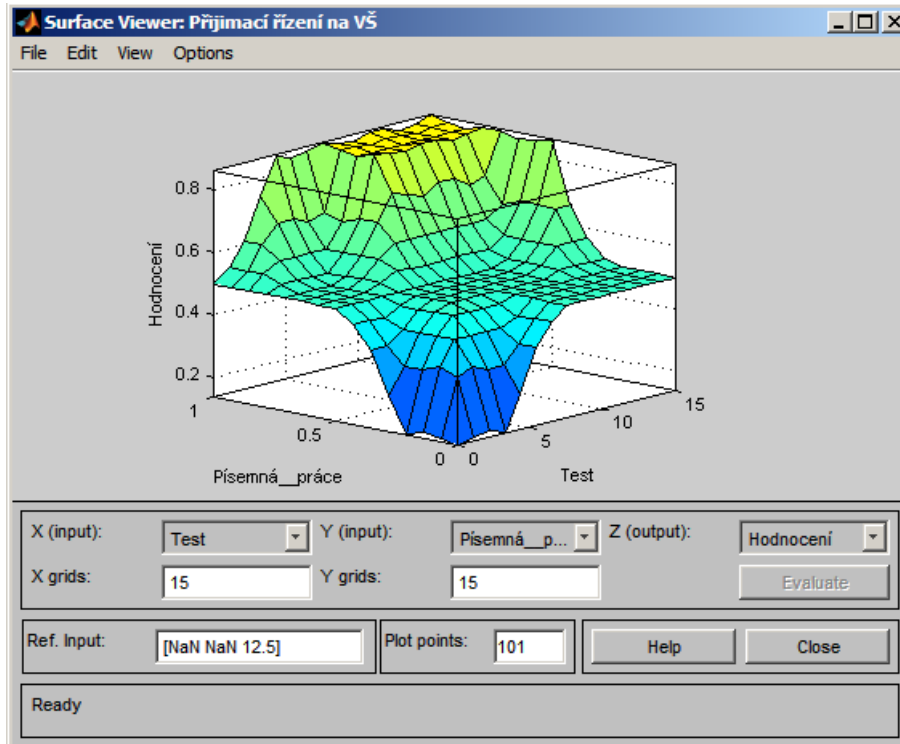 Surface Viewer: Přijimací řízení na VŠ
File Edit View Options
0.8
0.6
0.4
0.2
Hodnocení
1
0.5
0
Písemná__práce
0
5
10
15
Test
X (input): Test Y (input): Písemná__p... Z (output): Hodnocení
X grids: 15 Y grids: 15 Evaluate
Ref. Input: [NaN NaN 12.5] Plot points: 101 Help Close
Ready